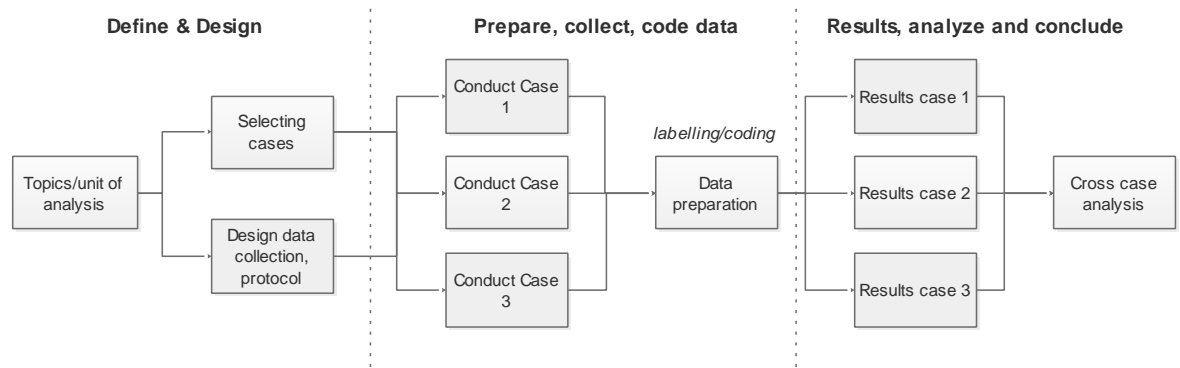 Define & Design
Prepare, collect, code data
Results, analyze and conclude
Topics/unit of
analysis
Selecting
cases
Design data
collection,
protocol
Conduct Case
1
Conduct Case
2
Conduct Case
3
labelling/coding
Data
preparation
Results case 1
Results case 2
Results case 3
Cross case
analysis